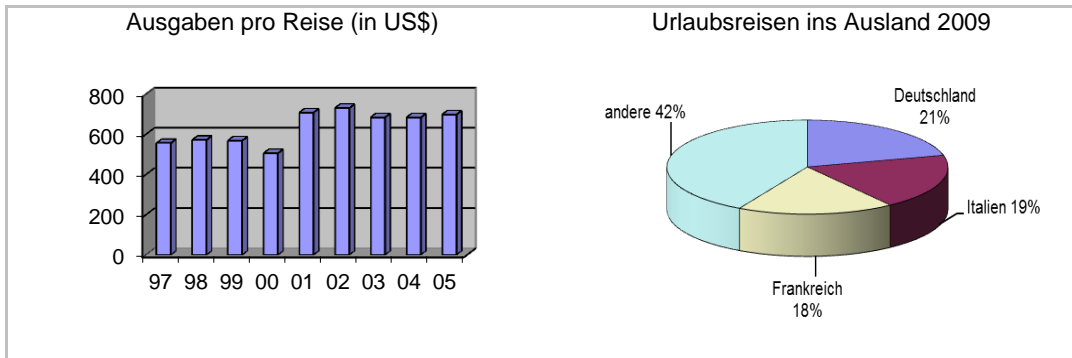 Ausgaben pro Reise (in US$)
800
600
400
200
0
97 98 99 00 01 02 03 04 05
Urlaubsreisen ins Ausland 2009
andere 42%
Deutschland
21%
Italien 19%
Frankreich
18%